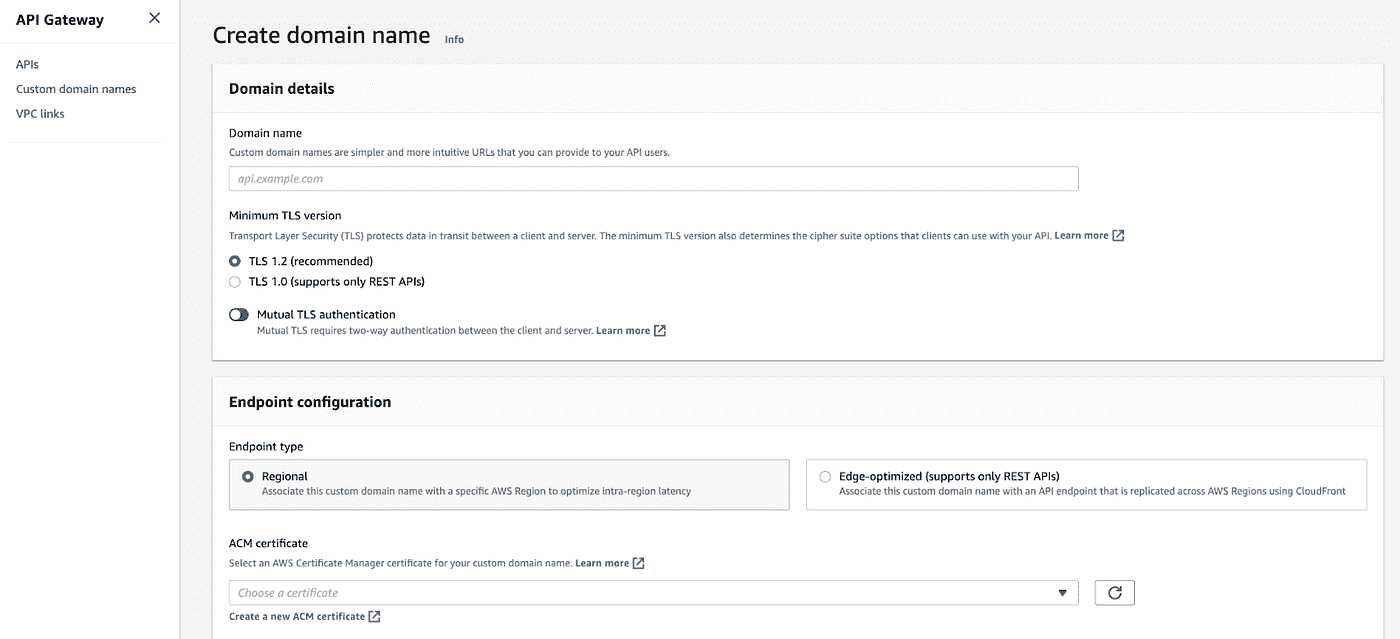 API Gateway
APIs
Custom domain names
VPC links
Create domain name Info
Domain details
Domain name
Custom domain names are simpler and more intuitive URLs that you can provide to your API users.
api.example.com
Minimum TLS version
Transport Layer Security (TLS) protects data in transit between a client and server. The minimum TLS version also determines the cipher suite options that clients can use with your API. Learn more
TLS 1.2 (recommended)
TLS 1.0 (supports only REST APIs)
Mutual TLS authentication
Mutual TLS requires two-way authentication between the client and server. Learn more
Endpoint configuration
Endpoint type
Regional
Associate this custom domain name with a specific AWS Region to optimize intra-region latency
Edge-optimized (supports only REST APIs)
Associate this custom domain name with an API endpoint that is replicated across AWS Regions using CloudFront
ACM certificate
Select an AWS Certificate Manager certificate for your custom domain name. Learn more
Choose a certificate
Create a new ACM certificate